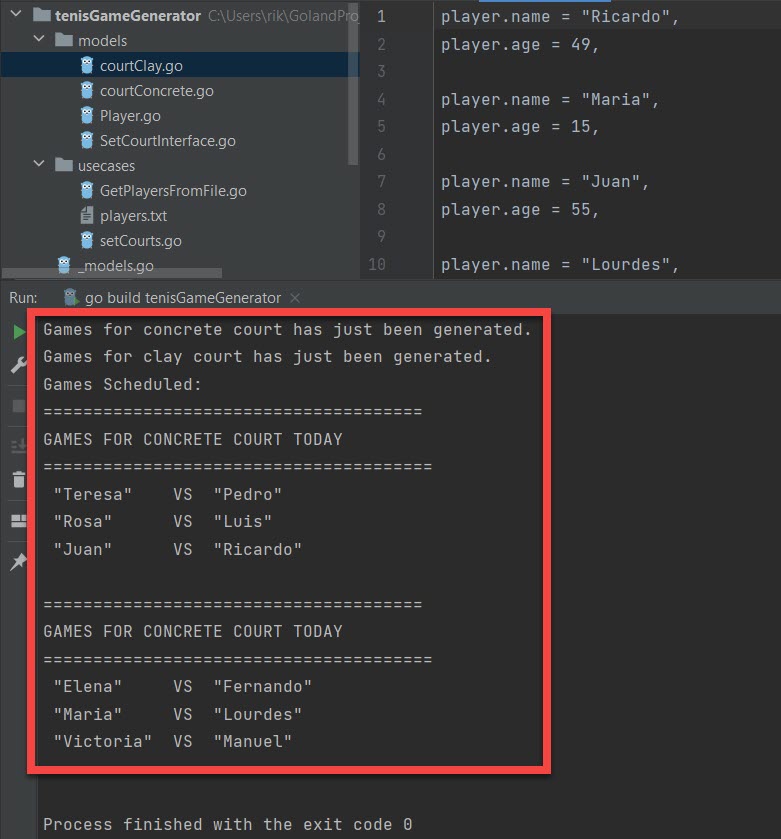 tenisGameGenerator C:\Users\rik\GolandPro
models
courtClay.go
courtConcrete.go
Player.go
SetCourtInterface.go
usecases
GetPlayersFromFile.go
players.txt
setCourts.go
_models.go
1 player.name = "Ricardo",
2 player.age = 49,
3
4 player.name = "Maria",
5 player.age = 15,
6
7 player.name = "Juan",
8 player.age = 55,
9
10 player.name = "Lourdes",
Run: go build tenisGameGenerator ×
Games for concrete court has just been generated.
Games for clay court has just been generated.
Games Scheduled:
======================================
GAMES FOR CONCRETE COURT TODAY
=======================================
"Teresa" VS "Pedro"
"Rosa" VS "Luis"
"Juan" VS "Ricardo"
======================================
GAMES FOR CONCRETE COURT TODAY
=======================================
"Elena" VS "Fernando"
"Maria" VS "Lourdes"
"Victoria" VS "Manuel"
Process finished with the exit code 0